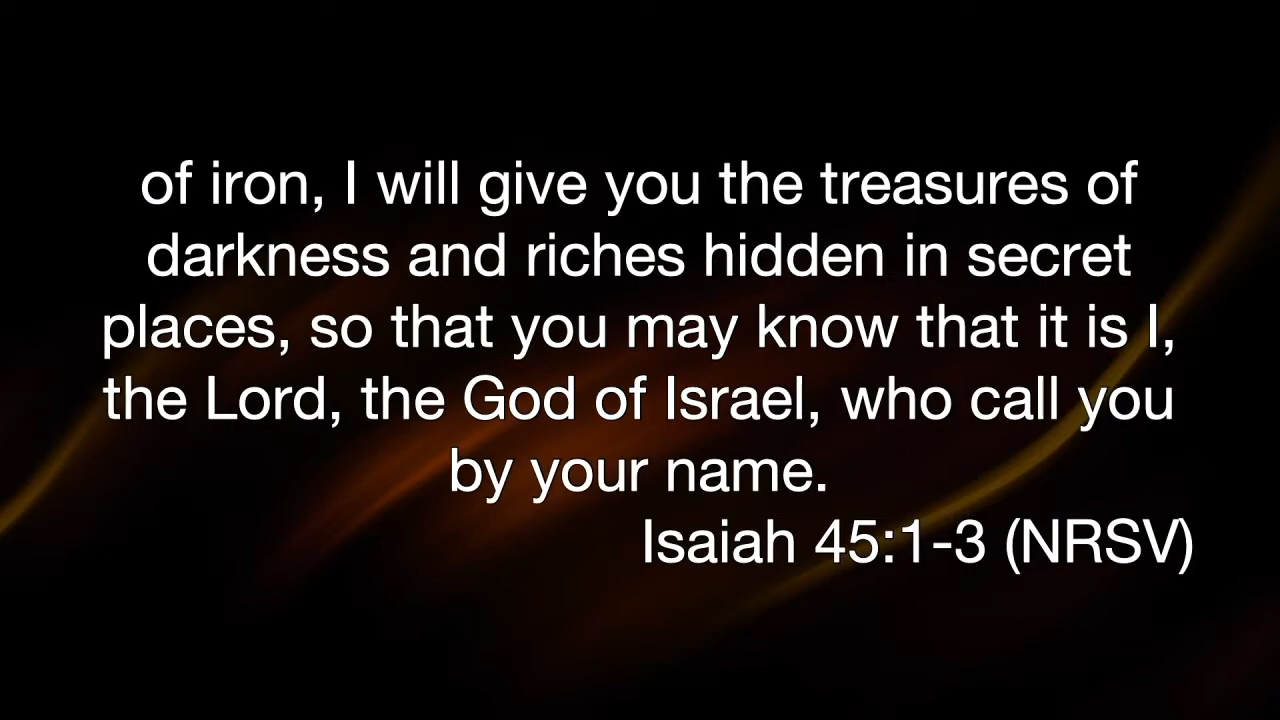 of iron, I will give you the treasures of
darkness and riches hidden in secret
places, so that you may know that it is I,
the Lord, the God of Israel, who call you
by your name.
Isaiah 45:1-3 (NRSV)